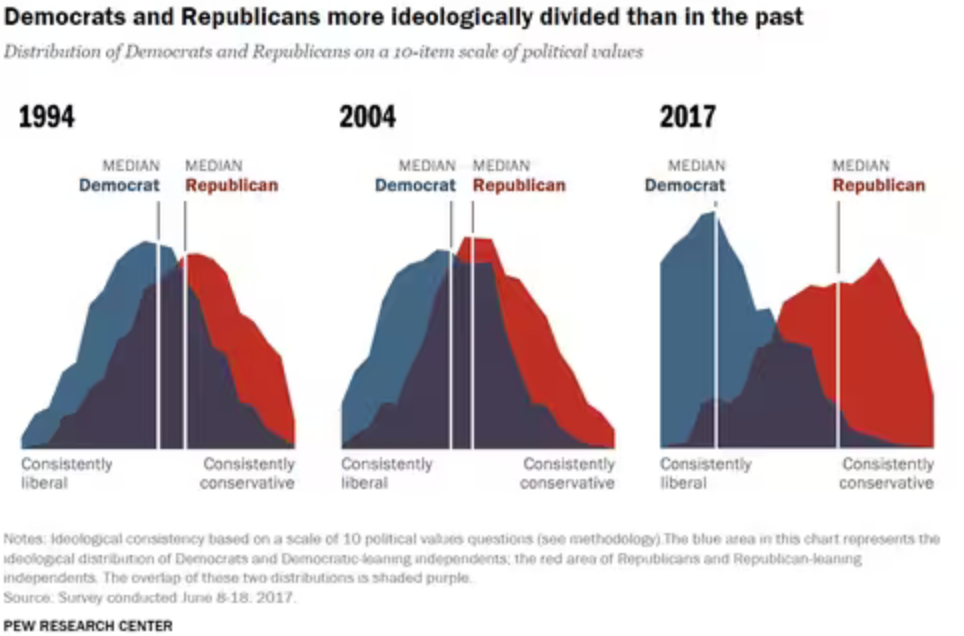 Democrats and Republicans more ideologically divided than in the past
Distribution of Democrats and Republicans on a 10-item scale of political values
1994
2004
2017
MEDIAN
Democrat
MEDIAN
Republican
MEDIAN
Democrat
MEDIAN
Republican
MEDIAN
Democrat
MEDIAN
Republican
Consistently
liberal
Consistently
conservative
Consistently
liberal
Consistently
conservative
Consistently
liberal
Consistently
conservative
Notes: Ideological consistency based on a scale of 10 political values questions (see methodology).The blue area in this chart represents the
ideological distribution of Democrats and Democratic-leaning independents; the red area of Republicans and Republican-leaning
independents. The overlap of these two distributions is shaded purple.
Source: Survey conducted June 8-18, 2017.
PEW RESEARCH CENTER